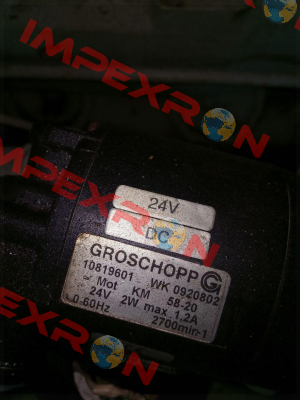 IMPEXRON
IMPEXRON
IMPEXRON
24V
DC
GROSCHOPP G
10819601 WK 0920802
Mot KM 58-20
24V 2W max 1,2A
0-60Hz 2700min-1